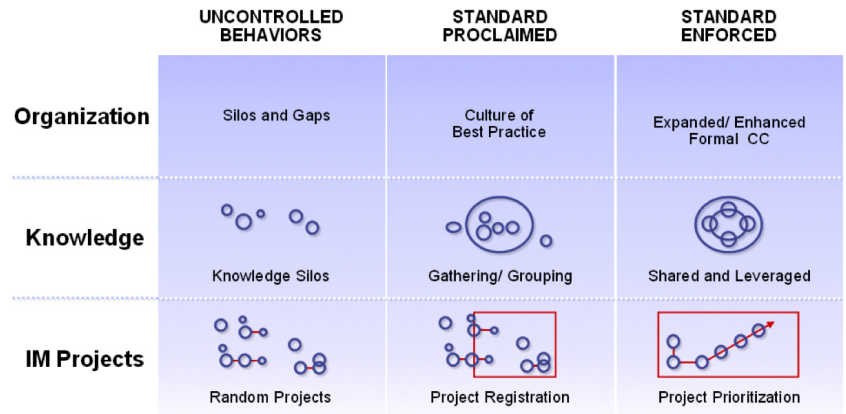 UNCONTROLLED
BEHAVIORS
STANDARD
PROCLAIMED
STANDARD
ENFORCED
Organization
Silos and Gaps
Culture of
Best Practice
Expanded/ Enhanced
Formal CC
Knowledge
Knowledge Silos
Gathering/ Grouping
Shared and Leveraged
IM Projects
Random Projects
Project Registration
Project Prioritization